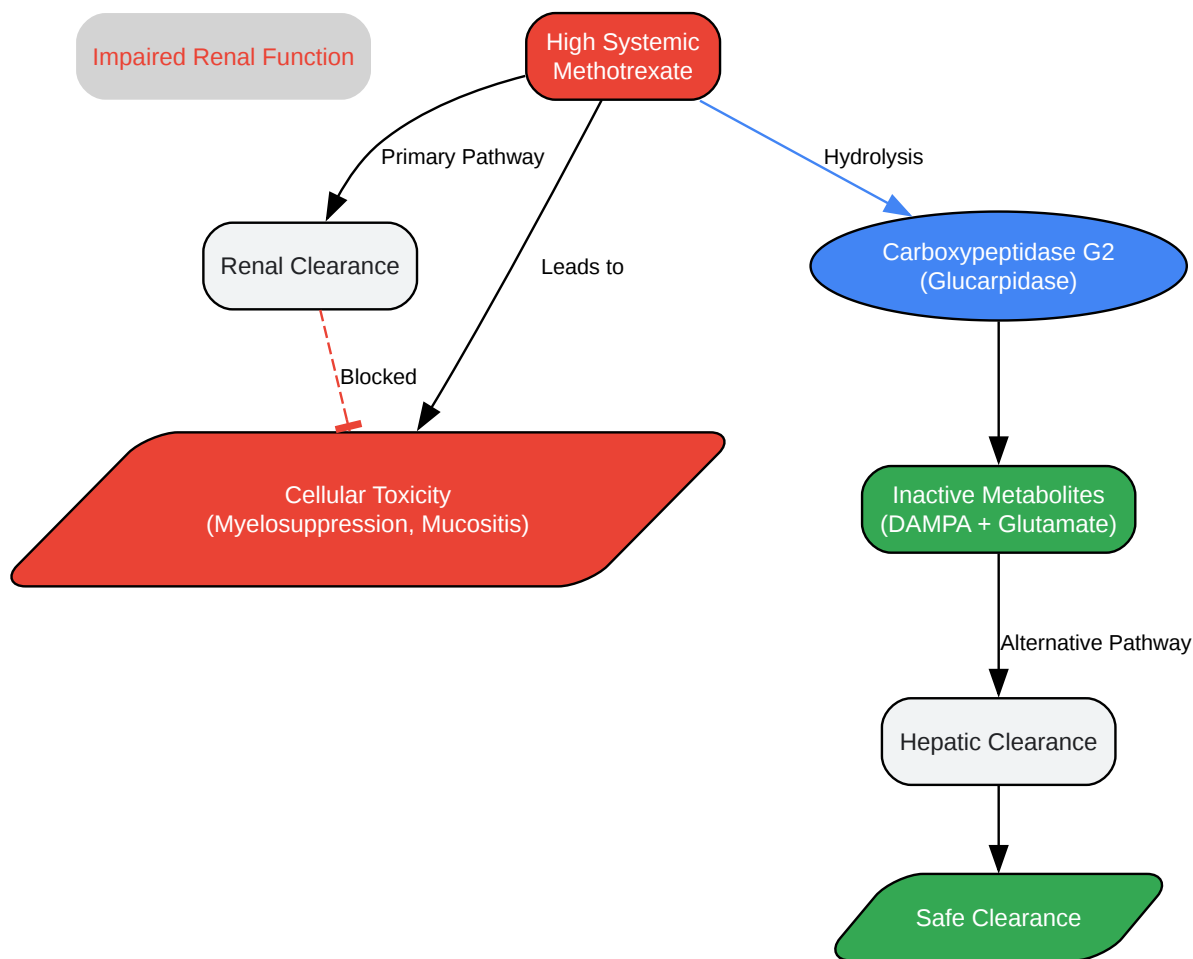 Impaired Renal Function
High Systemic
Methotrexate
Primary Pathway
Hydrolysis
Renal Clearance
Leads to
Carboxypeptidase G2
(Glucarpidase)
Blocked
Cellular Toxicity
(Myelosuppression, Mucositis)
Inactive Metabolites
(DAMPA + Glutamate)
Alternative Pathway
Hepatic Clearance
Safe Clearance